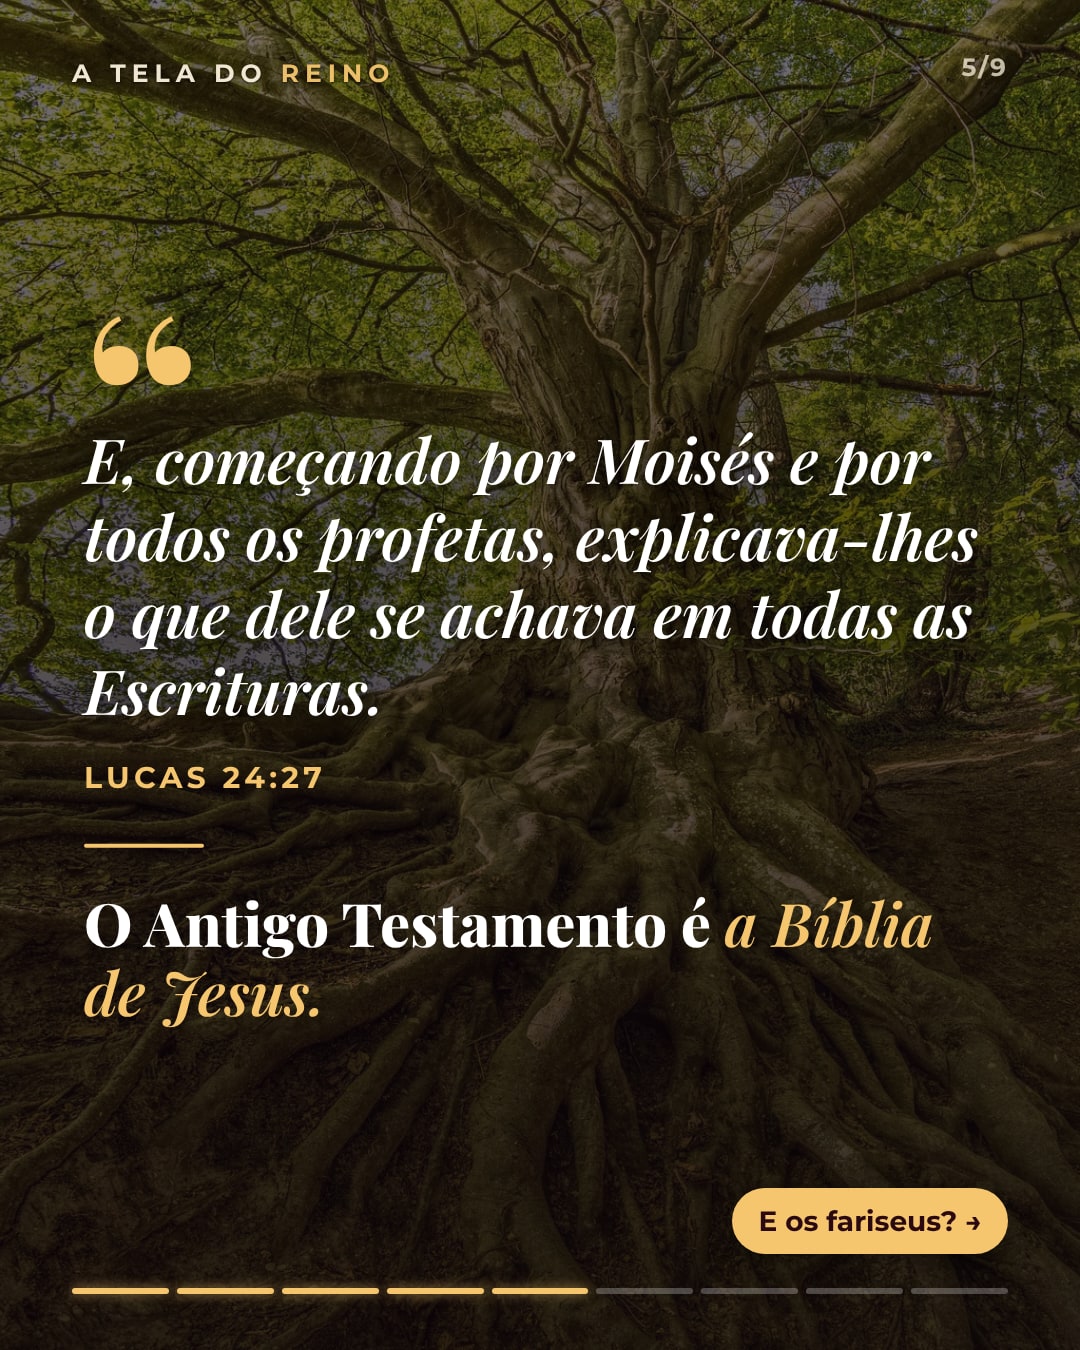 A TELA DO REINO
5/9
❝
E, começando por Moisés e por
todos os profetas, explicava-lhes
o que dele se achava em todas as
Escrituras.
LUCAS 24:27
O Antigo Testamento é a Bíblia
de Jesus.
E os fariseus? →